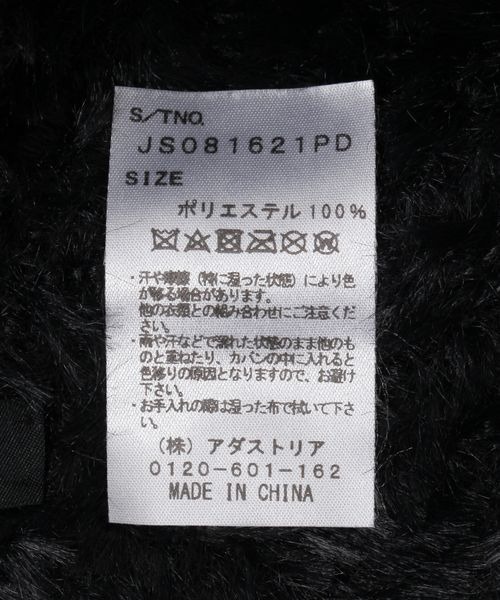 S/TNO.
JS081621PD
SIZE
ポリエステル 100%
・汗や摩擦（特に湿った状態）により色
が移る場合があります。
他の衣類との組み合わせにご注意くだ
さい。
・雨や汗などで濡れた状態のまま他のも
のと重ねたり、カバンの中に入れると
色移りの原因となりますので、お避け
下さい。
・お手入れの際は湿った布で拭いて下さ
い。
（株）アダストリア
0120-601-162
MADE IN CHINA